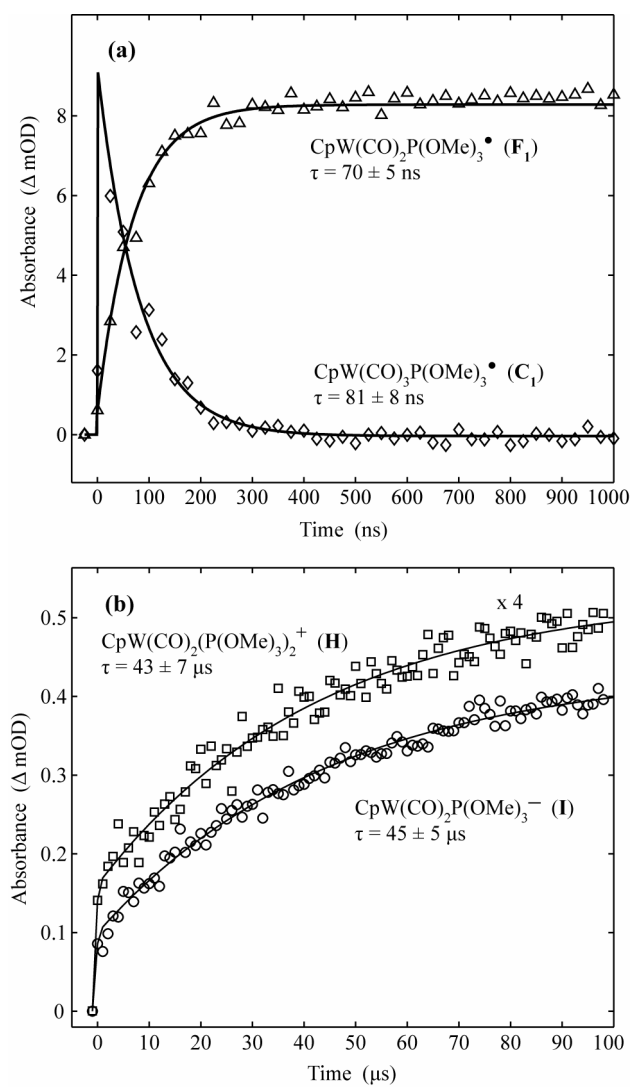 (a)
8
6
4
2
0
Absorbance (Δ mOD)
CpW(CO)₂P(OMe)₃• (F₁)
τ = 70 ± 5 ns
CpW(CO)₃P(OMe)₃• (C₁)
τ = 81 ± 8 ns
0 100 200 300 400 500 600 700 800 900 1000
Time (ns)
(b)
x 4
0.5
0.4
0.3
0.2
0.1
0
Absorbance (Δ mOD)
CpW(CO)₂(P(OMe)₃)₂⁺ (H)
τ = 43 ± 7 μs
CpW(CO)₂P(OMe)₃⁻ (I)
τ = 45 ± 5 μs
0 10 20 30 40 50 60 70 80 90 100
Time (μs)